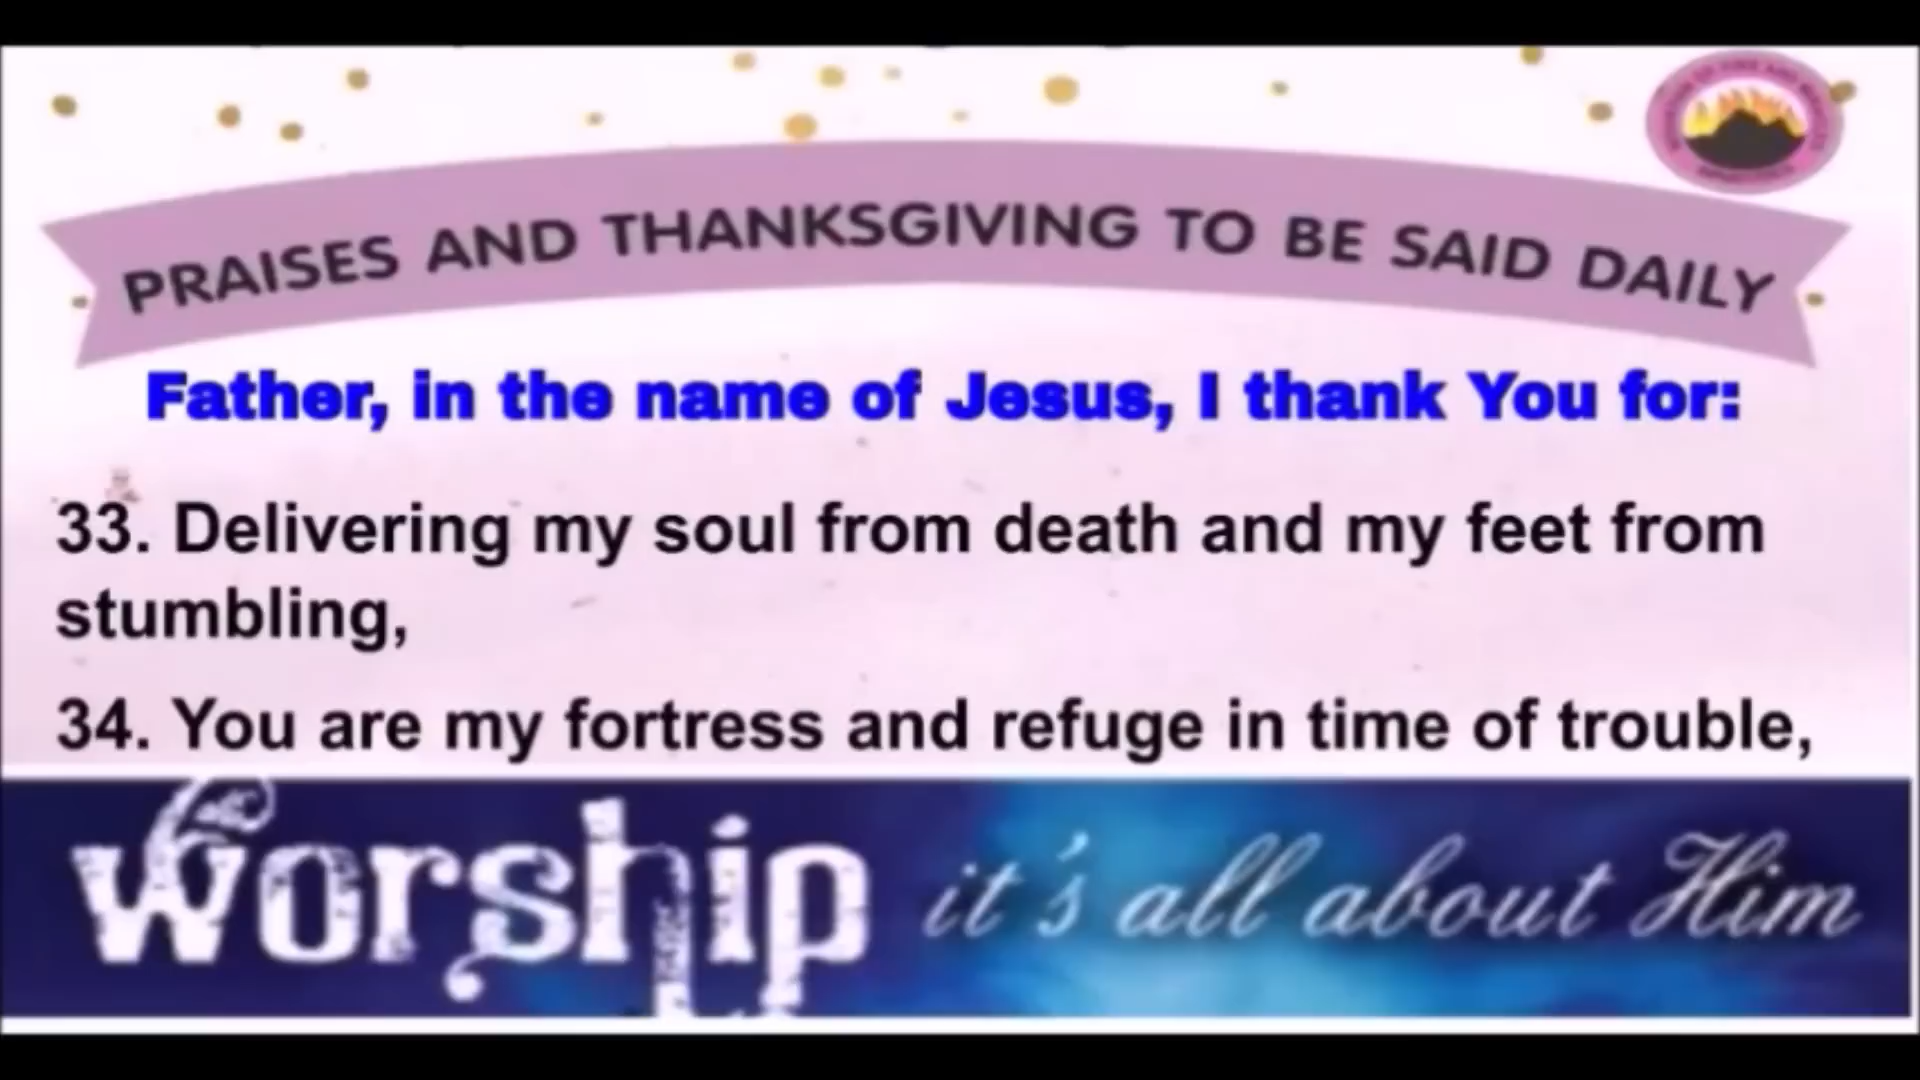 PRAISES AND THANKSGIVING TO BE SAID DAILY
Father, in the name of Jesus, I thank You for:
33. Delivering my soul from death and my feet from
stumbling,
34. You are my fortress and refuge in time of trouble,
worship it's all about Him